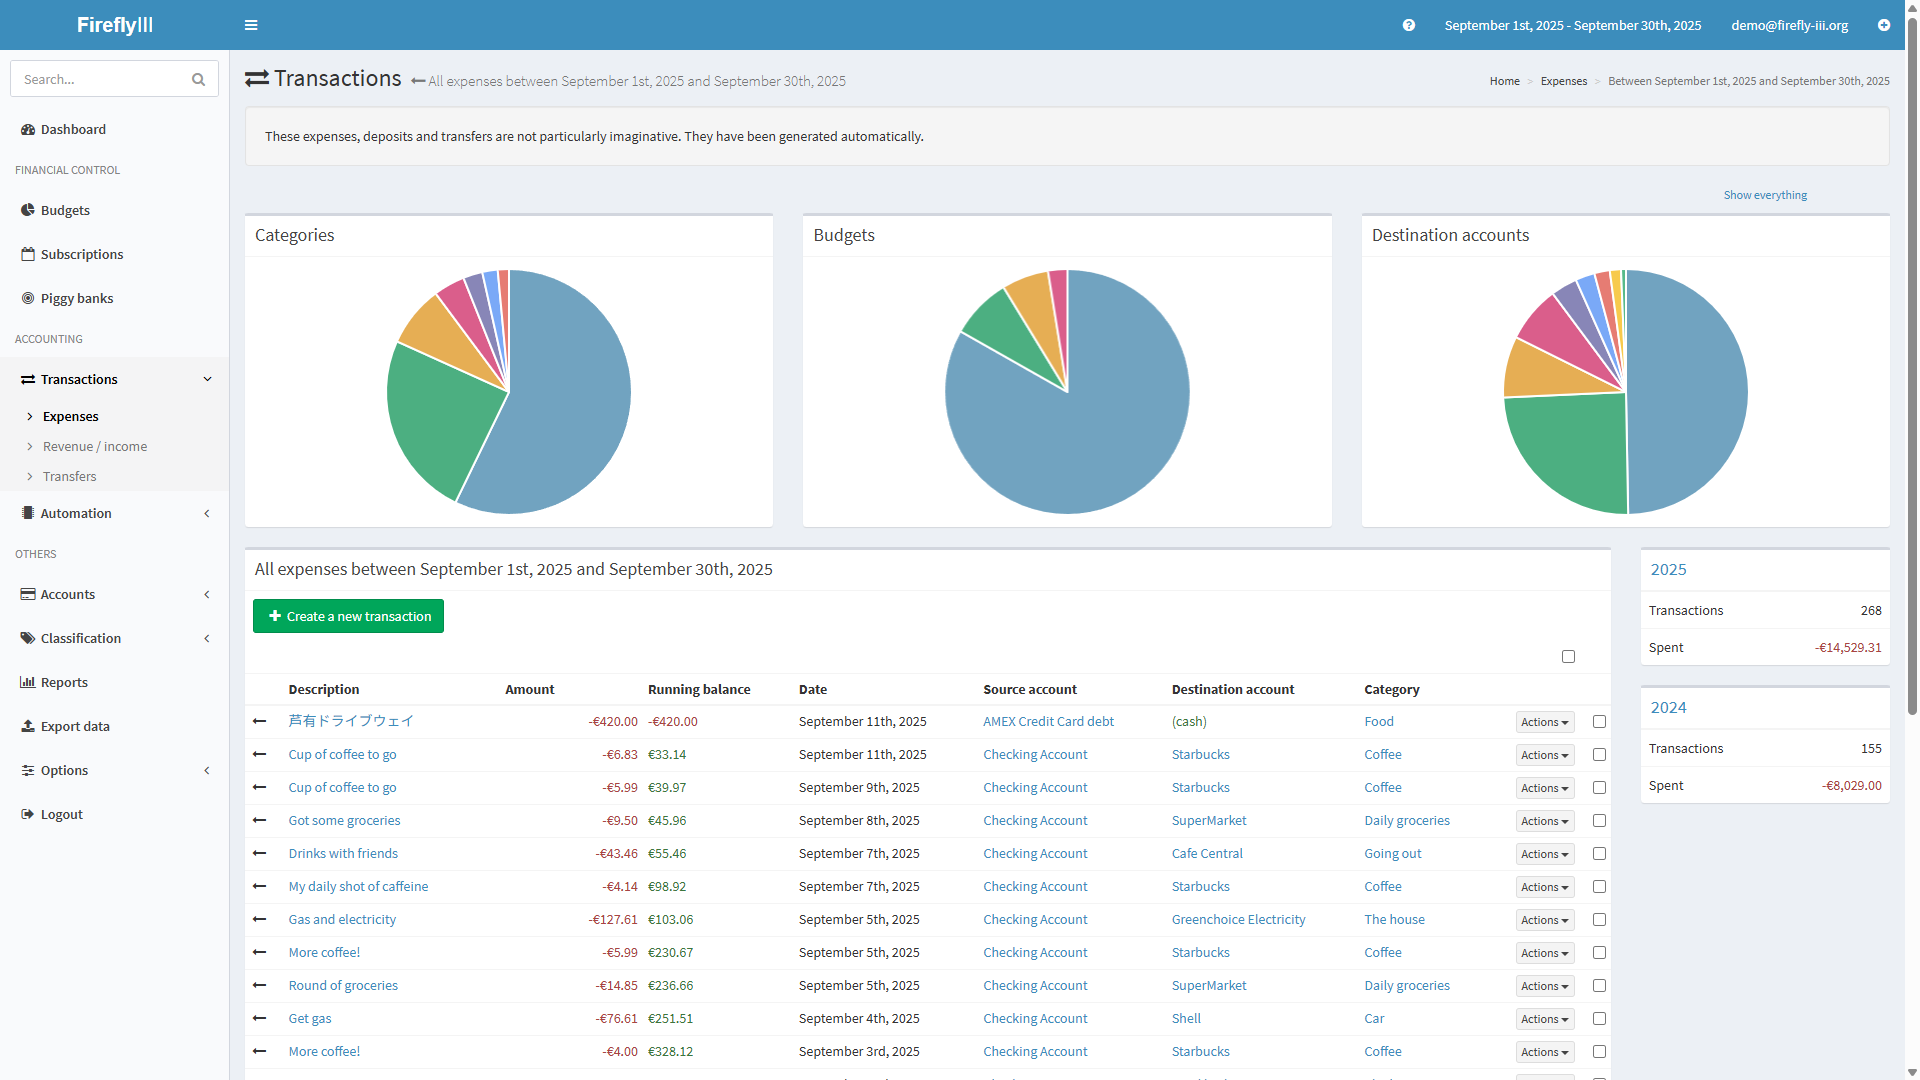 FireflyIII
September 1st, 2025 - September 30th, 2025
demo@firefly-iii.org
Search...
Dashboard
FINANCIAL CONTROL
Budgets
Subscriptions
Piggy banks
ACCOUNTING
Transactions
Expenses
Revenue / income
Transfers
Automation
OTHERS
Accounts
Classification
Reports
Export data
Options
Logout
Transactions All expenses between September 1st, 2025 and September 30th, 2025
Home > Expenses > Between September 1st, 2025 and September 30th, 2025
These expenses, deposits and transfers are not particularly imaginative. They have been generated automatically.
Show everything
Categories
Budgets
Destination accounts
All expenses between September 1st, 2025 and September 30th, 2025
Create a new transaction
Description Amount Running balance Date Source account Destination account Category
芦有ドライブウェイ -€420.00 -€420.00 September 11th, 2025 AMEX Credit Card debt (cash) Food Actions
Cup of coffee to go -€6.83 €33.14 September 11th, 2025 Checking Account Starbucks Coffee Actions
Cup of coffee to go -€5.99 €39.97 September 9th, 2025 Checking Account Starbucks Coffee Actions
Got some groceries -€9.50 €45.96 September 8th, 2025 Checking Account SuperMarket Daily groceries Actions
Drinks with friends -€43.46 €55.46 September 7th, 2025 Checking Account Cafe Central Going out Actions
My daily shot of caffeine -€4.14 €98.92 September 7th, 2025 Checking Account Starbucks Coffee Actions
Gas and electricity -€127.61 €103.06 September 5th, 2025 Checking Account Greenchoice Electricity The house Actions
More coffee! -€5.99 €230.67 September 5th, 2025 Checking Account Starbucks Coffee Actions
Round of groceries -€14.85 €236.66 September 5th, 2025 Checking Account SuperMarket Daily groceries Actions
Get gas -€76.61 €251.51 September 4th, 2025 Checking Account Shell Car Actions
More coffee! -€4.00 €328.12 September 3rd, 2025 Checking Account Starbucks Coffee Actions
2025
Transactions 268
Spent -€14,529.31
2024
Transactions 155
Spent -€8,029.00